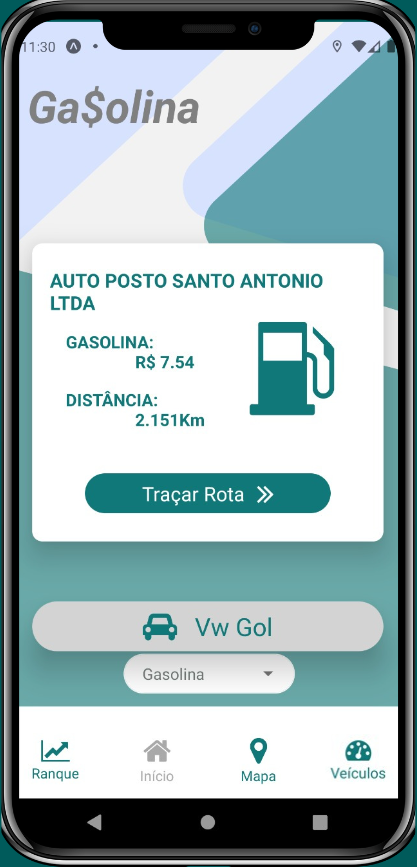 11:30
Ga$olina
AUTO POSTO SANTO ANTONIO
LTDA
GASOLINA:
R$ 7.54
DISTÂNCIA:
2.151Km
Traçar Rota
Vw Gol
Gasolina
Ranque
Início
Mapa
Veículos